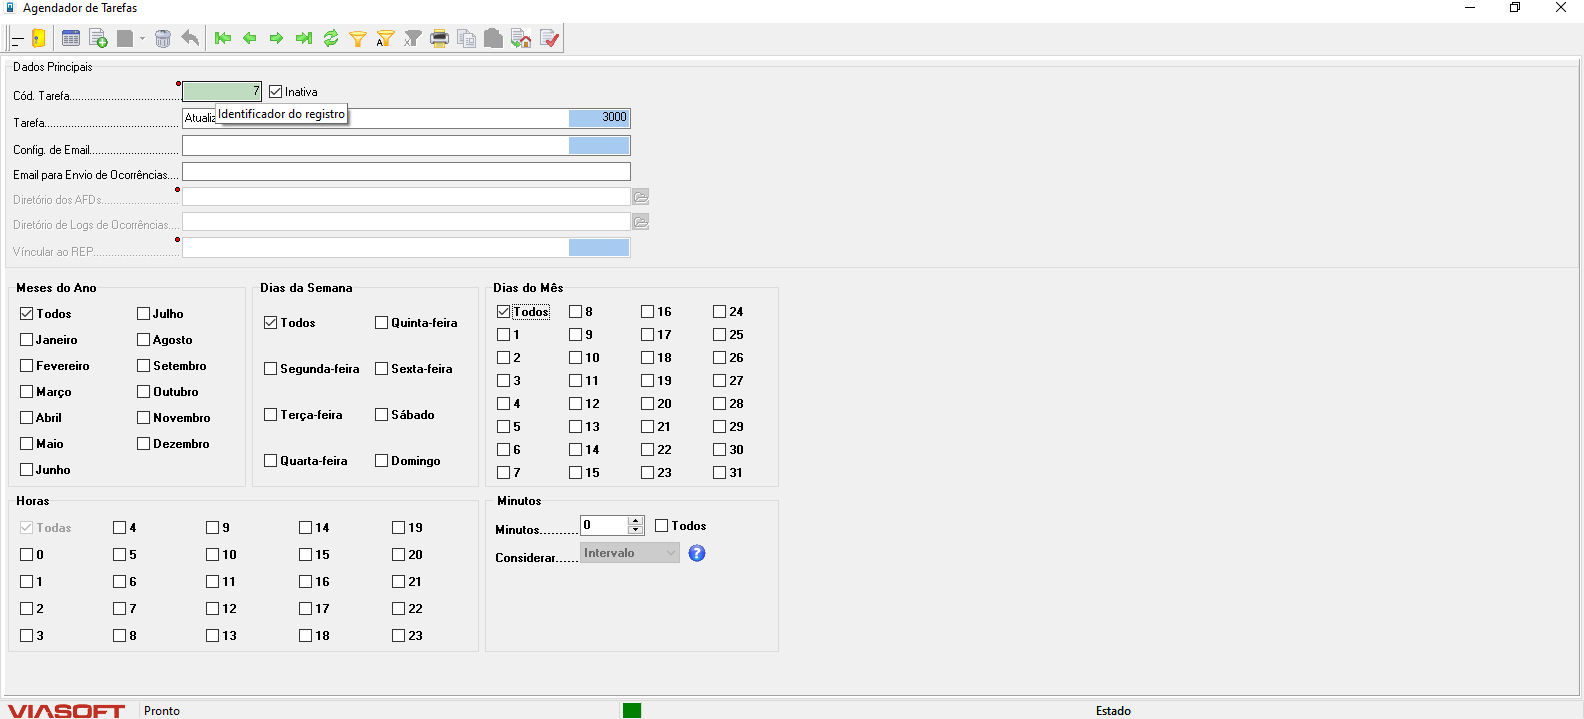 Agendador de Tarefas
Dados Principais
Cód. Tarefa 7 Inativa
Identificador do registro
Tarefa 3000
Config. de Email
Email para Envio de Ocorrências
Diretório dos AFDs
Diretório de Logs de Ocorrências
Víncular ao REP
Meses do Ano
Todos Julho
Janeiro Agosto
Fevereiro Setembro
Março Outubro
Abril Novembro
Maio Dezembro
Junho
Dias da Semana
Todos Quinta-feira
Segunda-feira Sexta-feira
Terça-feira Sábado
Quarta-feira Domingo
Dias do Mês
Todos 8 16 24
1 9 17 25
2 10 18 26
3 11 19 27
4 12 20 28
5 13 21 29
6 14 22 30
7 15 23 31
Horas
Todas 4 9 14 19
0 5 10 15 20
1 6 11 16 21
2 7 12 17 22
3 8 13 18 23
Minutos
Minutos 0 Todos
Considerar Intervalo ?
VIASOFT Pronto Estado